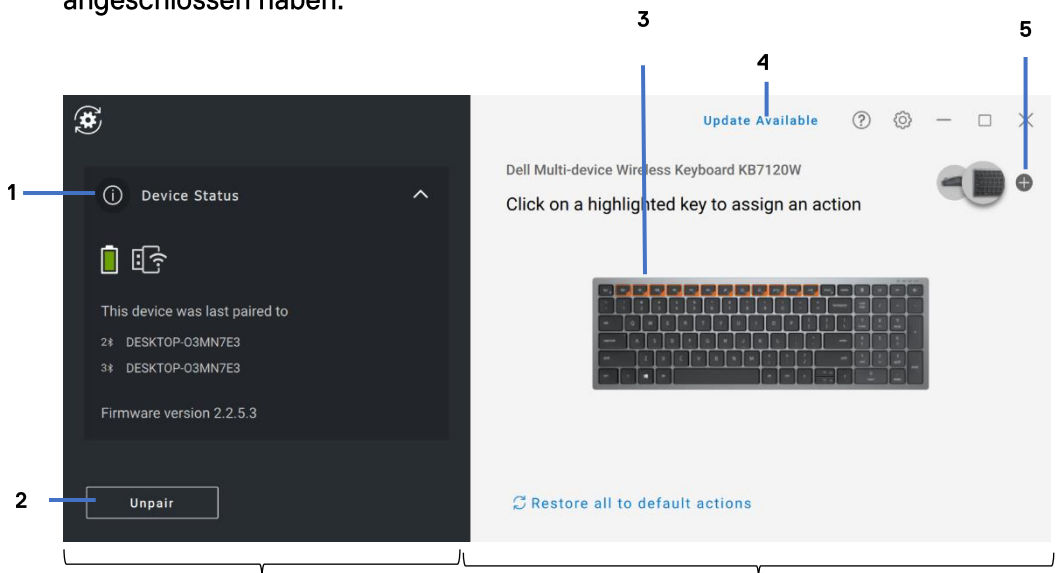 angeschlossen haben.
3
5
4
Update Available
Dell Multi-device Wireless Keyboard KB7120W
1
Device Status
Click on a highlighted key to assign an action
This device was last paired to
2 DESKTOP-O3MN7E3
3 DESKTOP-O3MN7E3
Firmware version 2.2.5.3
2
Unpair
Restore all to default actions